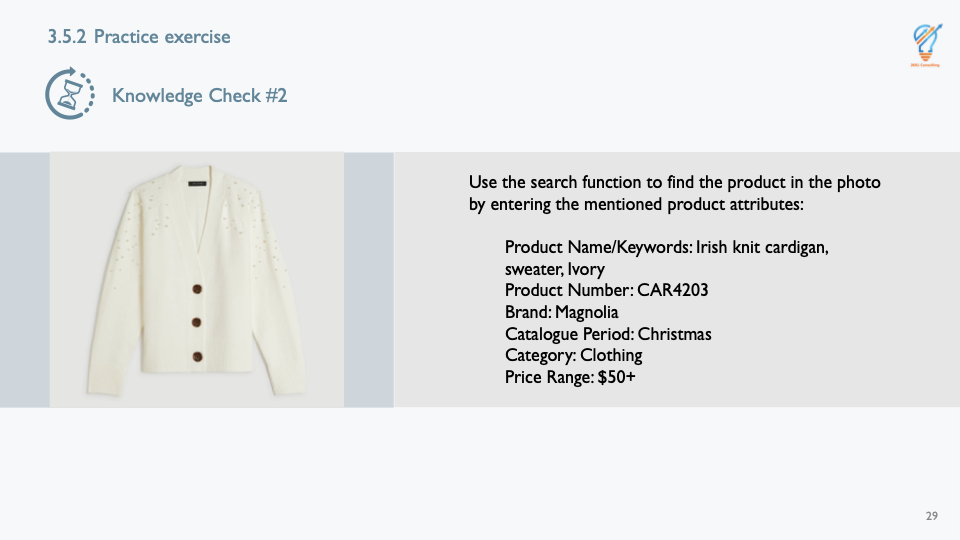 3.5.2 Practice exercise
Knowledge Check #2
Use the search function to find the product in the photo
by entering the mentioned product attributes:
Product Name/Keywords: Irish knit cardigan,
sweater, Ivory
Product Number: CAR4203
Brand: Magnolia
Catalogue Period: Christmas
Category: Clothing
Price Range: $50+
29